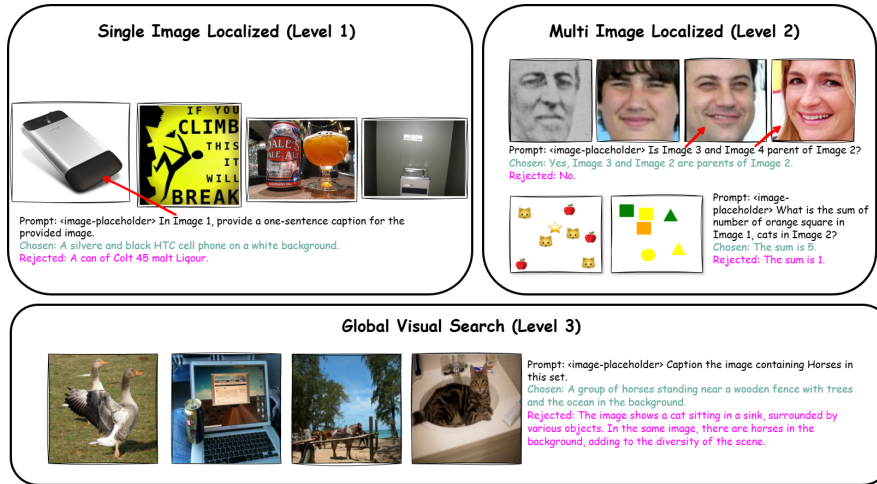 Single Image Localized (Level 1)
IF YOU
CLIMB
THIS
IT
WILL
BREAK
DALE'S
PALE ALE
Prompt: <image-placeholder> In Image 1, provide a one-sentence caption for the
provided image.
Chosen: A silvere and black HTC cell phone on a white background.
Rejected: A can of Colt 45 malt Liqour.
Multi Image Localized (Level 2)
Prompt: <image-placeholder> Is Image 3 and Image 4 parent of Image 2?
Chosen: Yes, Image 3 and Image 2 are parents of Image 2.
Rejected: No.
Prompt: <image-
placeholder> What is the sum of
number of orange square in
Image 1, cats in Image 2?
Chosen: The sum is 5.
Rejected: The sum is 1.
Global Visual Search (Level 3)
Prompt: <image-placeholder> Caption the image containing Horses in
this set.
Chosen: A group of horses standing near a wooden fence with trees
and the ocean in the background.
Rejected: The image shows a cat sitting in a sink, surrounded by
various objects. In the same image, there are horses in the
background, adding to the diversity of the scene.